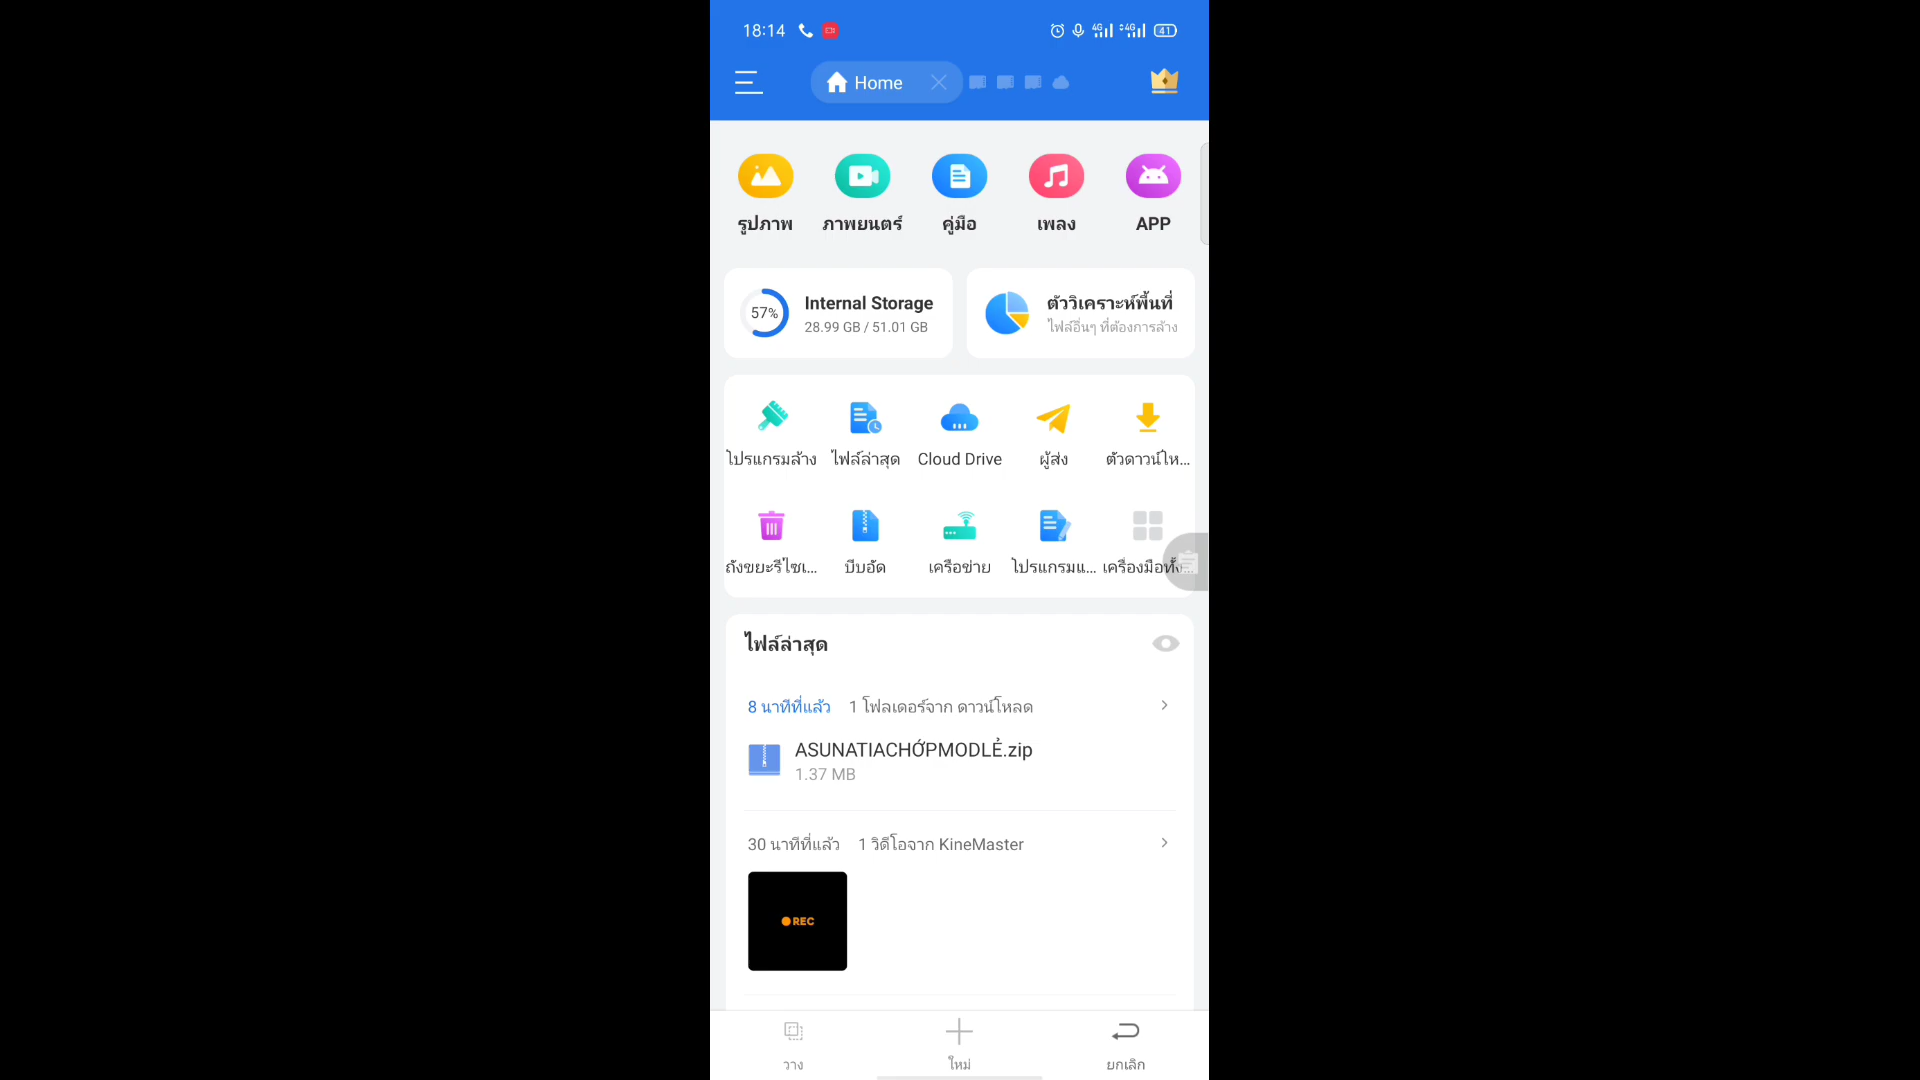 18:14 4G 4G 41
Home
รูปภาพ ภาพยนตร์ คู่มือ เพลง APP
57% Internal Storage
28.99 GB / 51.01 GB
ตัววิเคราะห์พื้นที่
ไฟล์อื่นๆ ที่ต้องการล้าง
โปรแกรมล้าง ไฟล์ล่าสุด Cloud Drive ผู้ส่ง ตัวดาวน์โห...
ถังขยะรีไซเ... บีบอัด เครือข่าย โปรแกรมแ... เครื่องมือทั้ง...
ไฟล์ล่าสุด
8 นาทีที่แล้ว 1 โฟลเดอร์จาก ดาวน์โหลด
ASUNATIACHỚPMODLẺ.zip
1.37 MB
30 นาทีที่แล้ว 1 วิดีโอจาก KineMaster
REC
วาง ใหม่ ยกเลิก